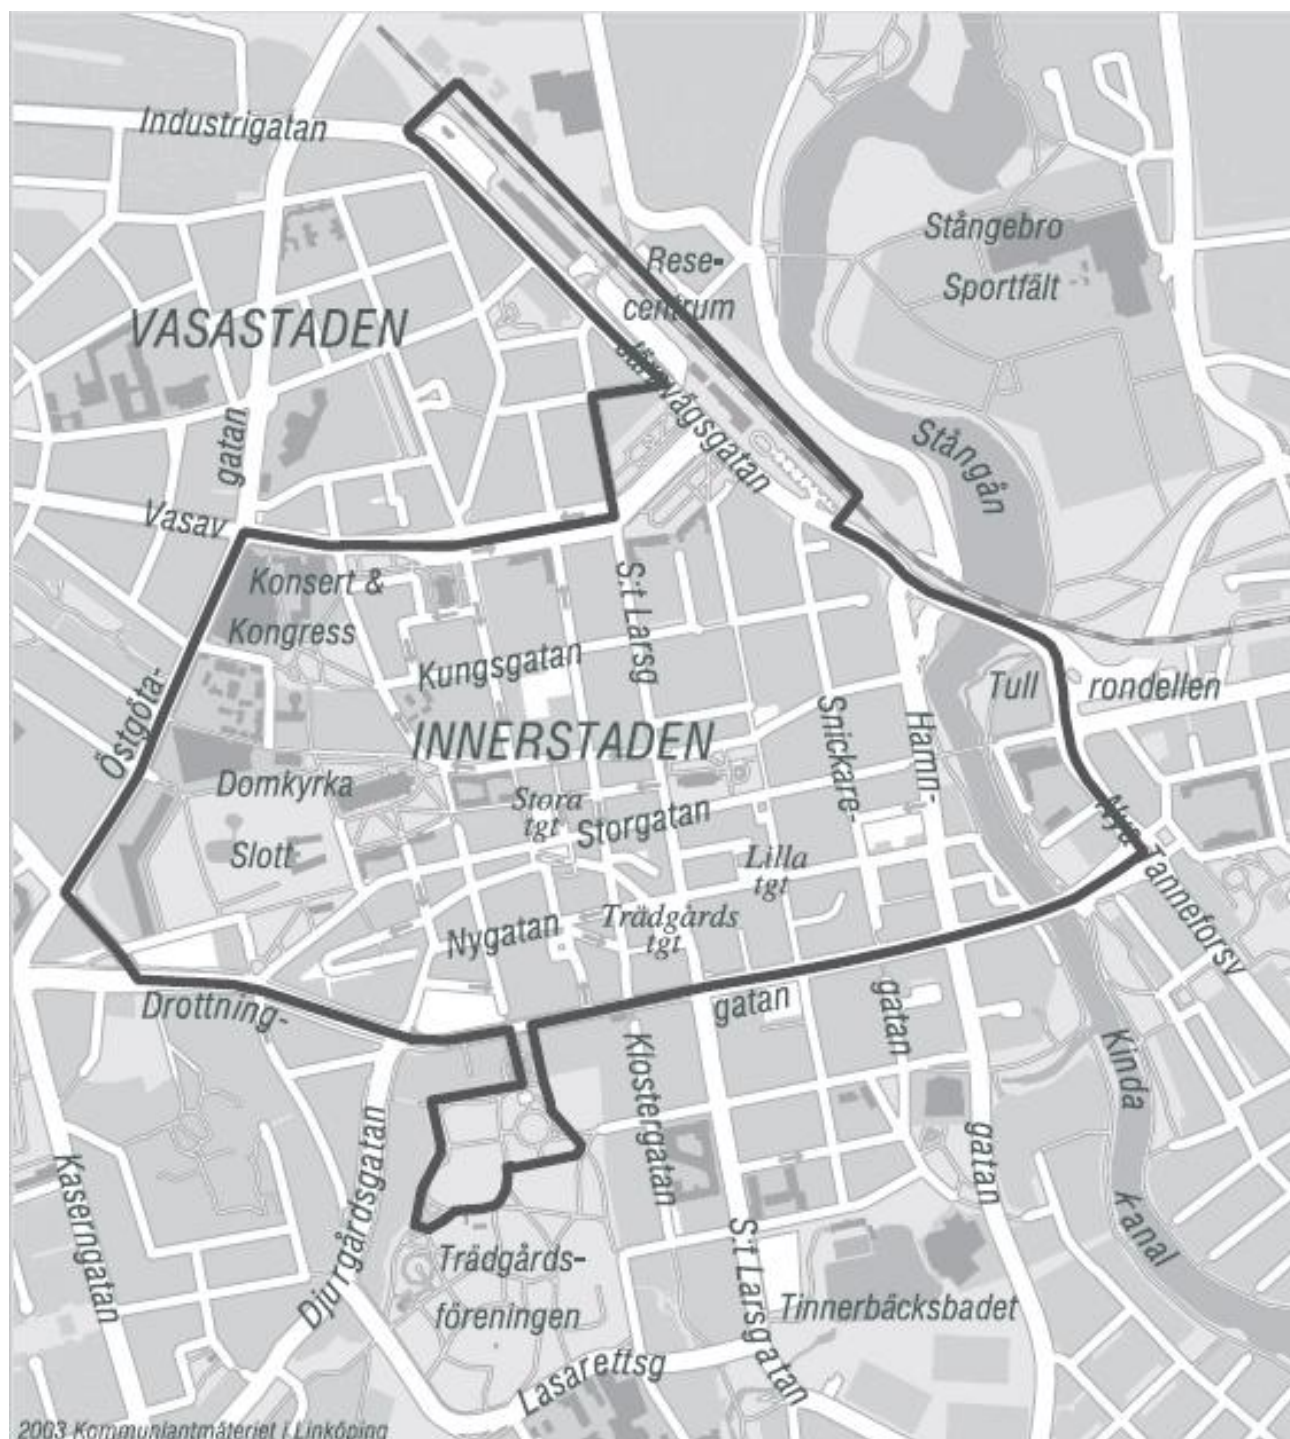 Industrigatan
Rese-
centrum
Stångebro
Sportfält
VASASTADEN
Järnvägsgatan
gatan
Vasav
Stångån
Konsert &
Kongress
S:t Larsg
Kungsgatan
Tull rondellen
Östgöta-
INNERSTADEN
Snickare-
Hamn-
Domkyrka
Stora
tgt
Storgatan
Nya Tanneforsv
Slott
Lilla
tgt
Nygatan
Trädgårds
tgt
Drottning-
gatan
gatan
Klostergatan
Kinda
kanal
Djurgårdsgatan
gatan
Kaserngatan
Trädgårds-
föreningen
S:t Larsgatan
Tinnerbäcksbadet
Lasarettsg
2003 Kommunlantmäteriet i Linköping